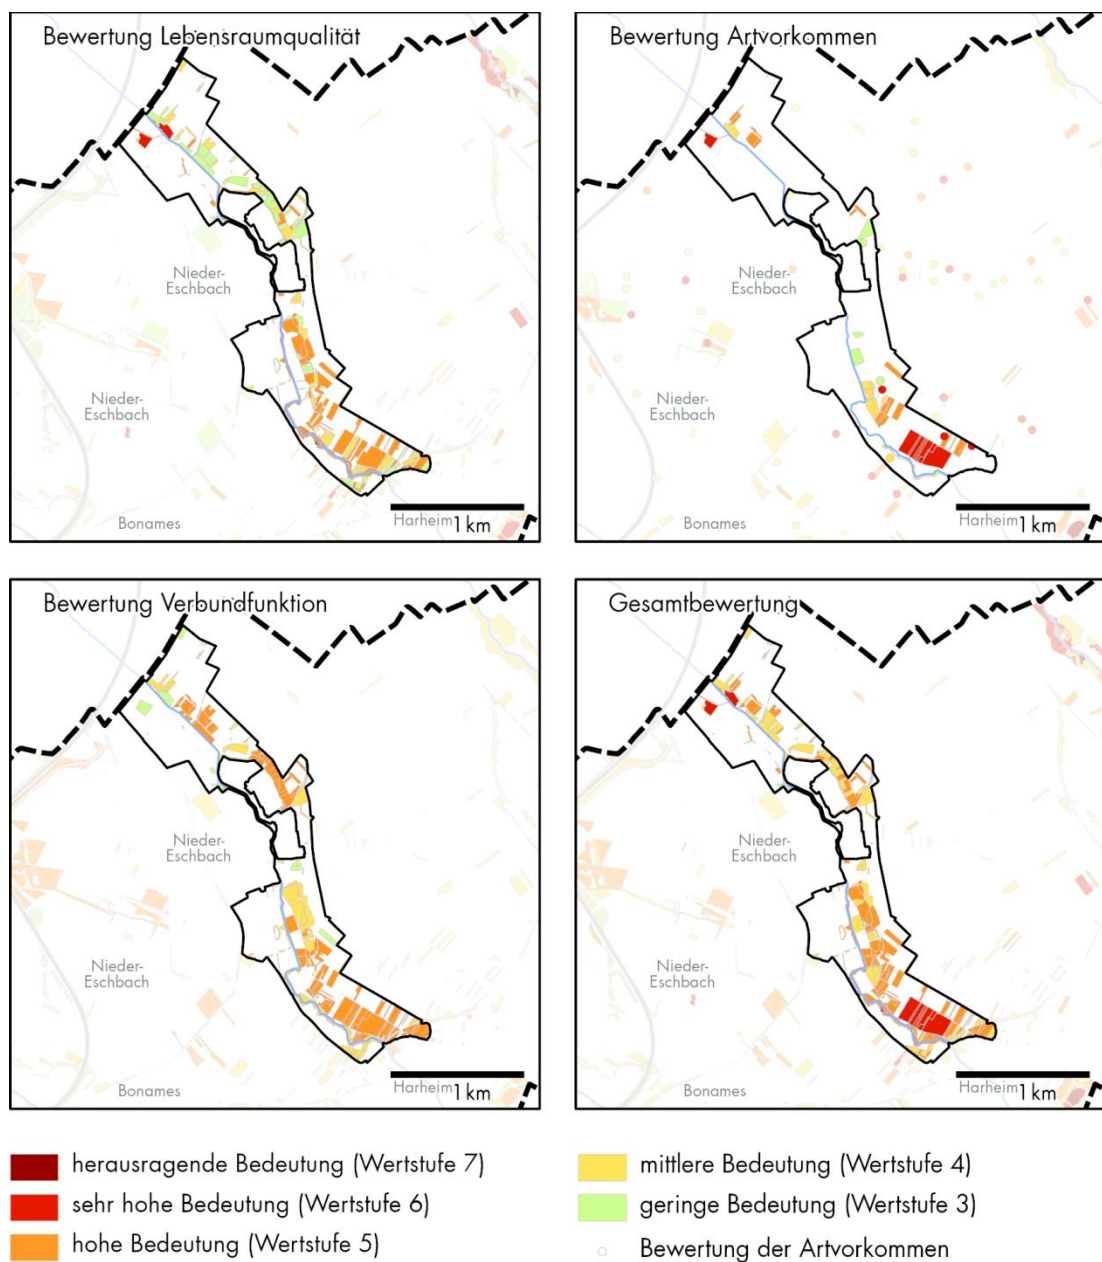 Bewertung Lebensraumqualität
Nieder-
Eschbach
Nieder-
Eschbach
Bonames
Harheim
1 km
Bewertung Artvorkommen
Nieder-
Eschbach
Nieder-
Eschbach
Bonames
Harheim
1 km
Bewertung Verbundfunktion
Nieder-
Eschbach
Nieder-
Eschbach
Bonames
Harheim
1 km
Gesamtbewertung
Nieder-
Eschbach
Nieder-
Eschbach
Bonames
Harheim
1 km
herausragende Bedeutung (Wertstufe 7)
sehr hohe Bedeutung (Wertstufe 6)
hohe Bedeutung (Wertstufe 5)
mittlere Bedeutung (Wertstufe 4)
geringe Bedeutung (Wertstufe 3)
Bewertung der Artvorkommen